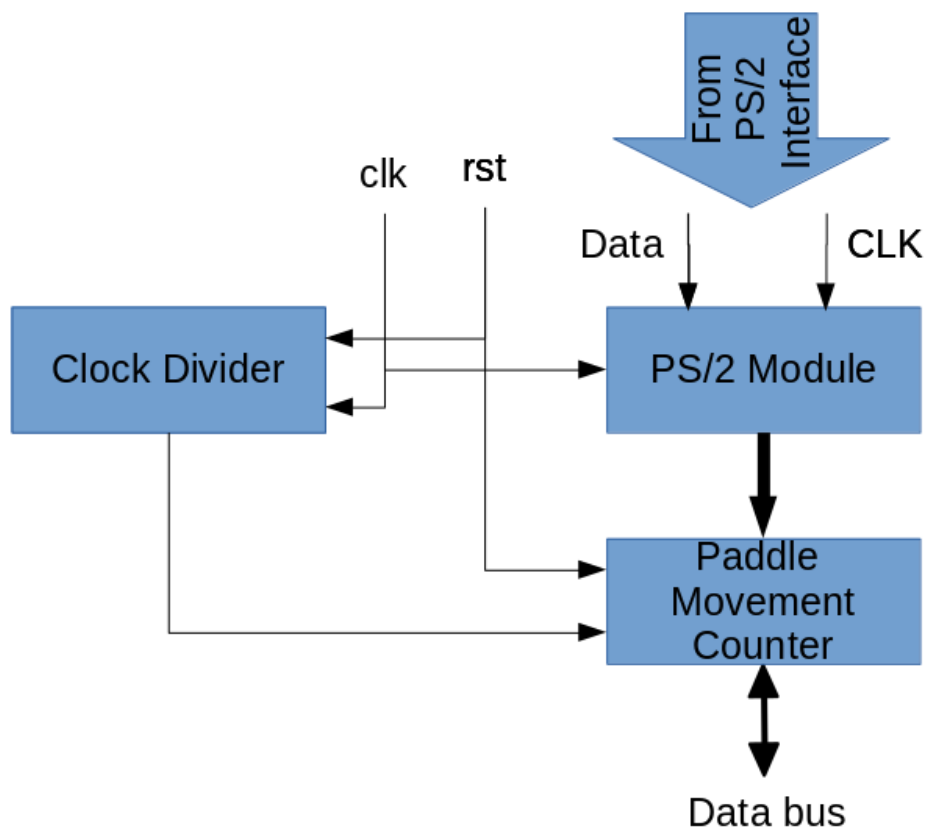 From
PS/2
Interface
clk
rst
Data
CLK
Clock Divider
PS/2 Module
Paddle
Movement
Counter
Data bus